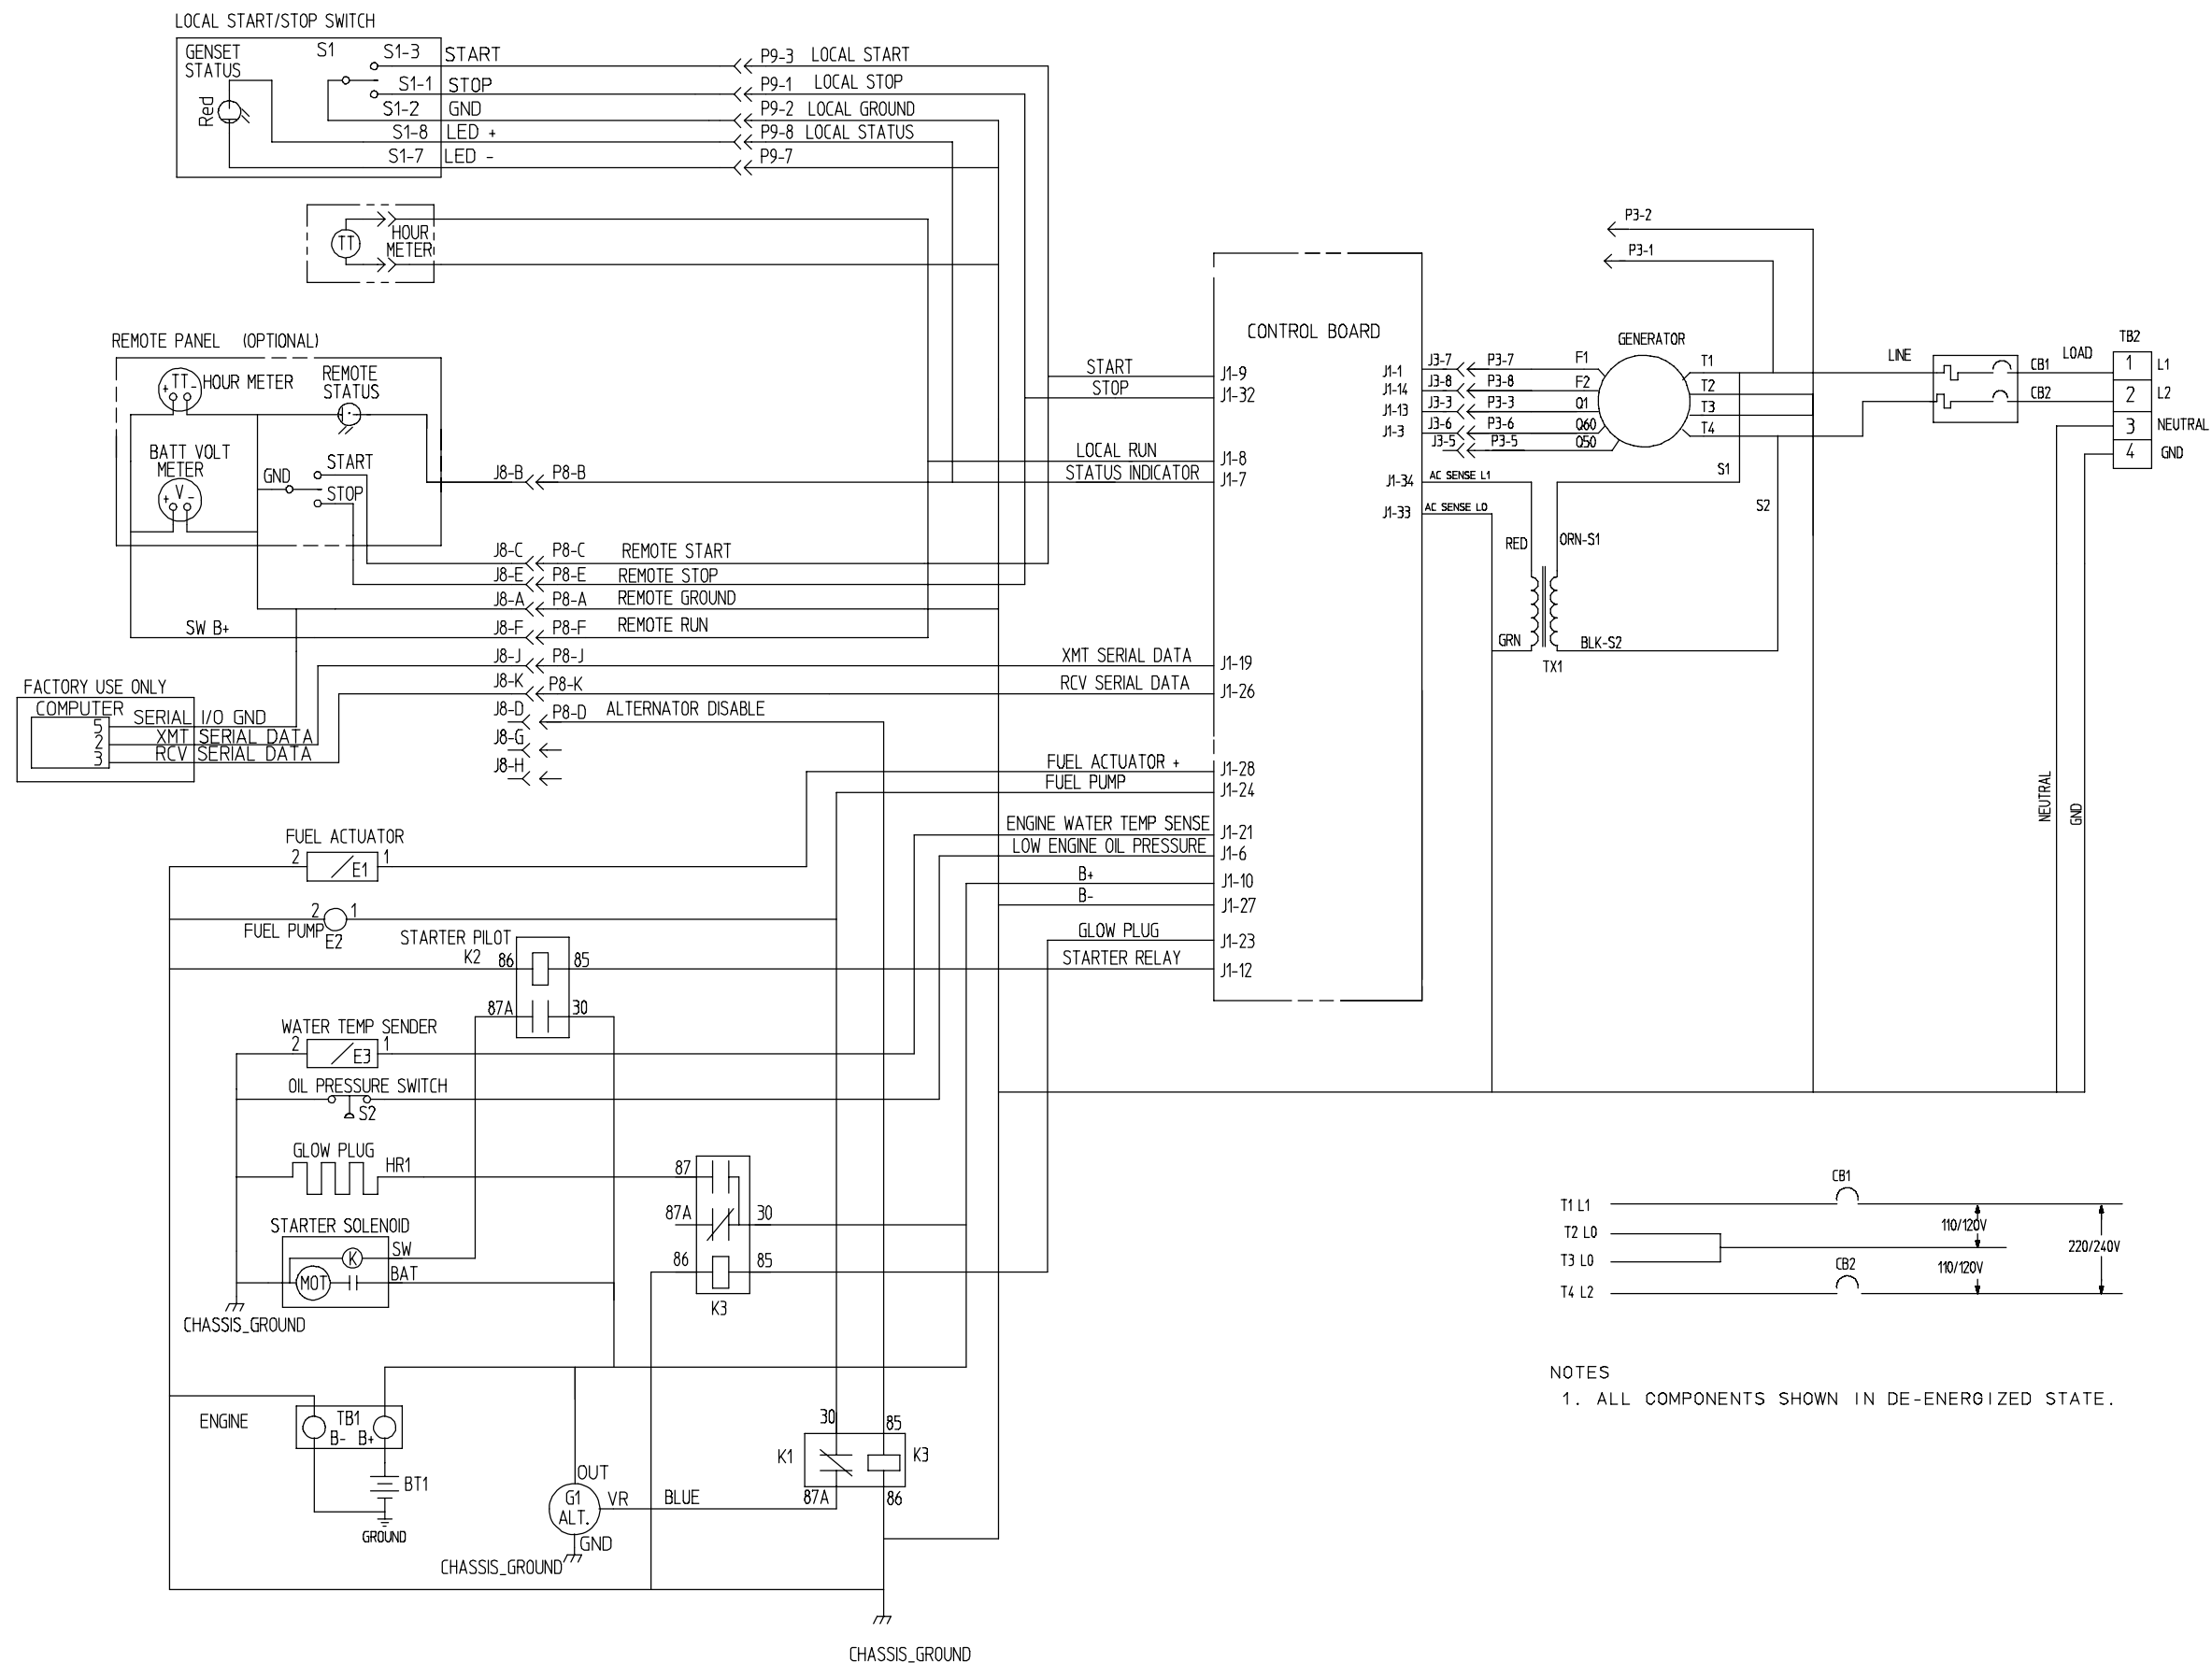 LOCAL START/STOP SWITCH
GENSET
STATUS
Red
S1
S1-3 START
S1-1 STOP
S1-2 GND
S1-8 LED +
S1-7 LED -
P9-3 LOCAL START
P9-1 LOCAL STOP
P9-2 LOCAL GROUND
P9-8 LOCAL STATUS
P9-7
TT
HOUR
METER
REMOTE PANEL (OPTIONAL)
+ TT -
HOUR METER
REMOTE
STATUS
BATT VOLT
METER
+ V -
GND
START
STOP
J8-B P8-B
J8-C P8-C REMOTE START
J8-E P8-E REMOTE STOP
J8-A P8-A REMOTE GROUND
SW B+
J8-F P8-F REMOTE RUN
J8-J P8-J
J8-K P8-K
J8-D P8-D ALTERNATOR DISABLE
J8-G
J8-H
FACTORY USE ONLY
COMPUTER
5 SERIAL I/O GND
2 XMT SERIAL DATA
3 RCV SERIAL DATA
CONTROL BOARD
START J1-9
STOP J1-32
LOCAL RUN J1-8
STATUS INDICATOR J1-7
XMT SERIAL DATA J1-19
RCV SERIAL DATA J1-26
FUEL ACTUATOR + J1-28
FUEL PUMP J1-24
ENGINE WATER TEMP SENSE J1-21
LOW ENGINE OIL PRESSURE J1-6
B+ J1-10
B- J1-27
GLOW PLUG J1-23
STARTER RELAY J1-12
J1-1 J3-7 P3-7 F1
J1-14 J3-8 P3-8 F2
J1-13 J3-3 P3-3 Q1
J1-3 J3-6 P3-6 Q60
J3-5 P3-5 Q50
J1-34 AC SENSE L1
J1-33 AC SENSE L0
P3-2
P3-1
GENERATOR
T1
T2
T3
T4
S1
S2
RED
ORN-S1
GRN
BLK-S2
TX1
LINE
CB1
CB2
LOAD
TB2
1 L1
2 L2
3 NEUTRAL
4 GND
NEUTRAL
GND
FUEL ACTUATOR
2 E1 1
2 1
FUEL PUMP E2
STARTER PILOT
K2
86 85
87A 30
WATER TEMP SENDER
2 E3 1
OIL PRESSURE SWITCH
S2
GLOW PLUG
HR1
STARTER SOLENOID
K SW
MOT BAT
CHASSIS_GROUND
87
87A 30
86 85
K3
ENGINE
TB1
B- B+
BT1
GROUND
OUT
G1
ALT.
VR BLUE
GND
CHASSIS_GROUND
30 85
K1 K3
87A 86
CHASSIS_GROUND
CB1
T1 L1
T2 L0
T3 L0
T4 L2
CB2
110/120V
110/120V
220/240V
NOTES
1. ALL COMPONENTS SHOWN IN DE-ENERGIZED STATE.